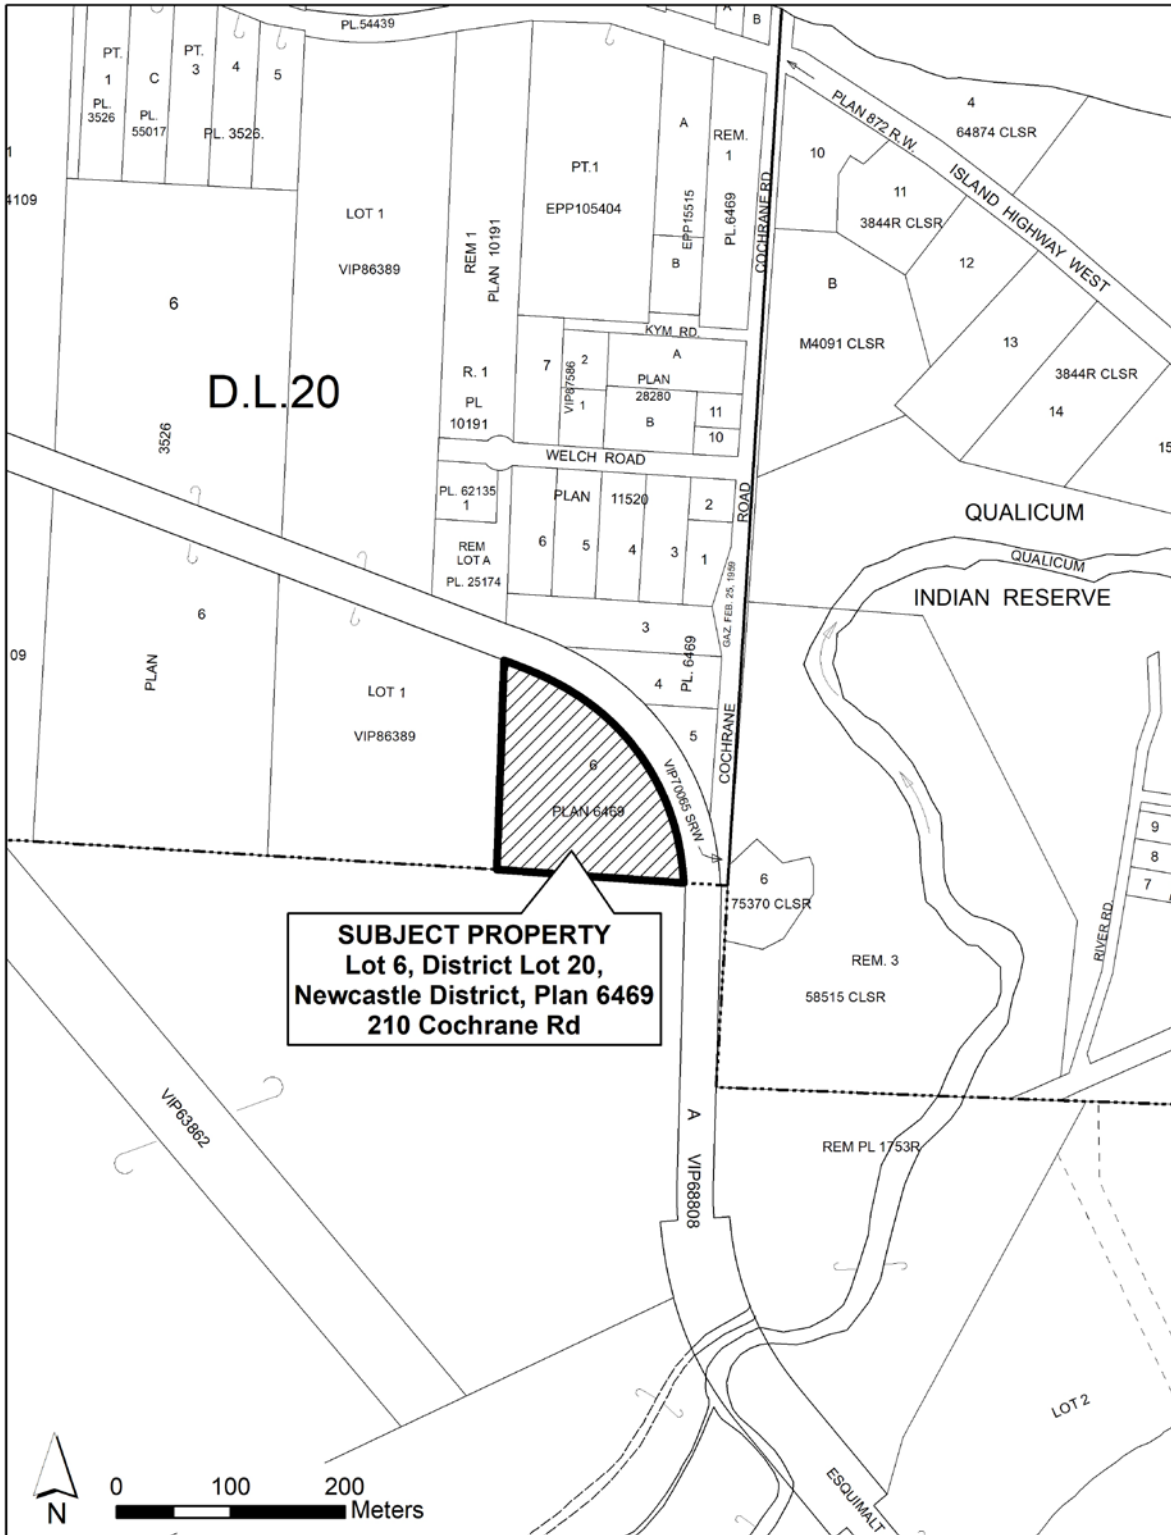 PL.54439
A
B
PT.
1
PL.
3526
C
PL.
55017
PT.
3
4
5
PL. 3526.
1
4109
LOT 1
VIP86389
REM 1
PLAN 10191
PT.1
EPP105404
A
EPP15515
B
REM.
1
PL.6469
COCHRANE RD.
PLAN 872 R.W.
ISLAND HIGHWAY WEST
4
64874 CLSR
10
11
3844R CLSR
12
B
M4091 CLSR
13
3844R CLSR
14
15
6
D.L.20
3526
R. 1
PL
10191
KYM RD.
7
2
VIP87586
1
A
PLAN
28280
B
11
10
WELCH ROAD
PL. 62135
1
PLAN 11520
2
6
5
4
3
1
REM
LOT A
PL. 25174
ROAD
GAZ. FEB. 25, 1959
QUALICUM
QUALICUM
INDIAN RESERVE
6
09
PLAN
LOT 1
VIP86389
3
4
PL. 6469
5
COCHRANE
6
PLAN 6469
VIP70065 SRW
9
8
7
6
75370 CLSR
REM. 3
58515 CLSR
RIVER RD.
SUBJECT PROPERTY
Lot 6, District Lot 20,
Newcastle District, Plan 6469
210 Cochrane Rd
VIP63862
A VIP68808
REM PL 1753R
LOT 2
ESQUIMALT
N
0 100 200
Meters